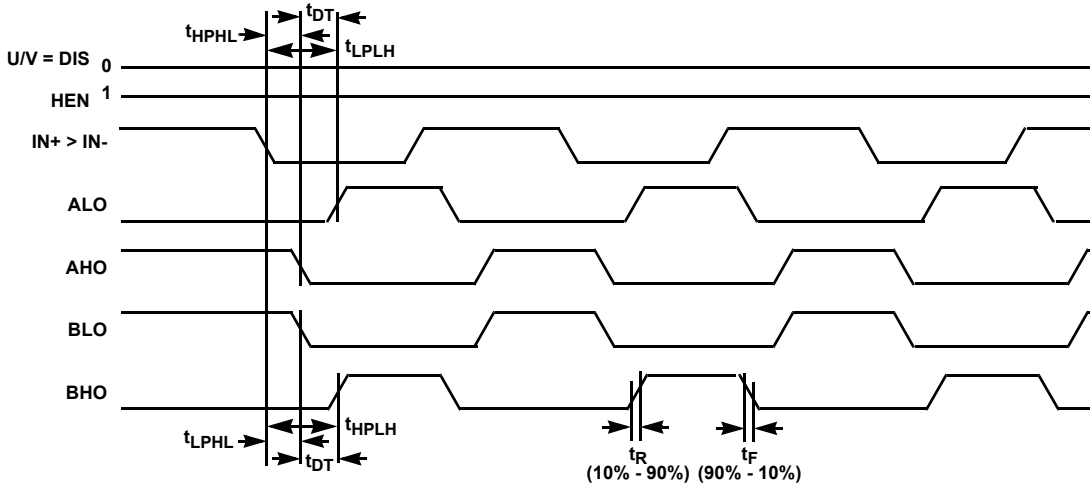 tDT
tHPHL
tLPLH
U/V = DIS 0
HEN 1
IN+ > IN-
ALO
AHO
BLO
BHO
tHPLH
tLPHL
tDT
tR
(10% - 90%)
tF
(90% - 10%)